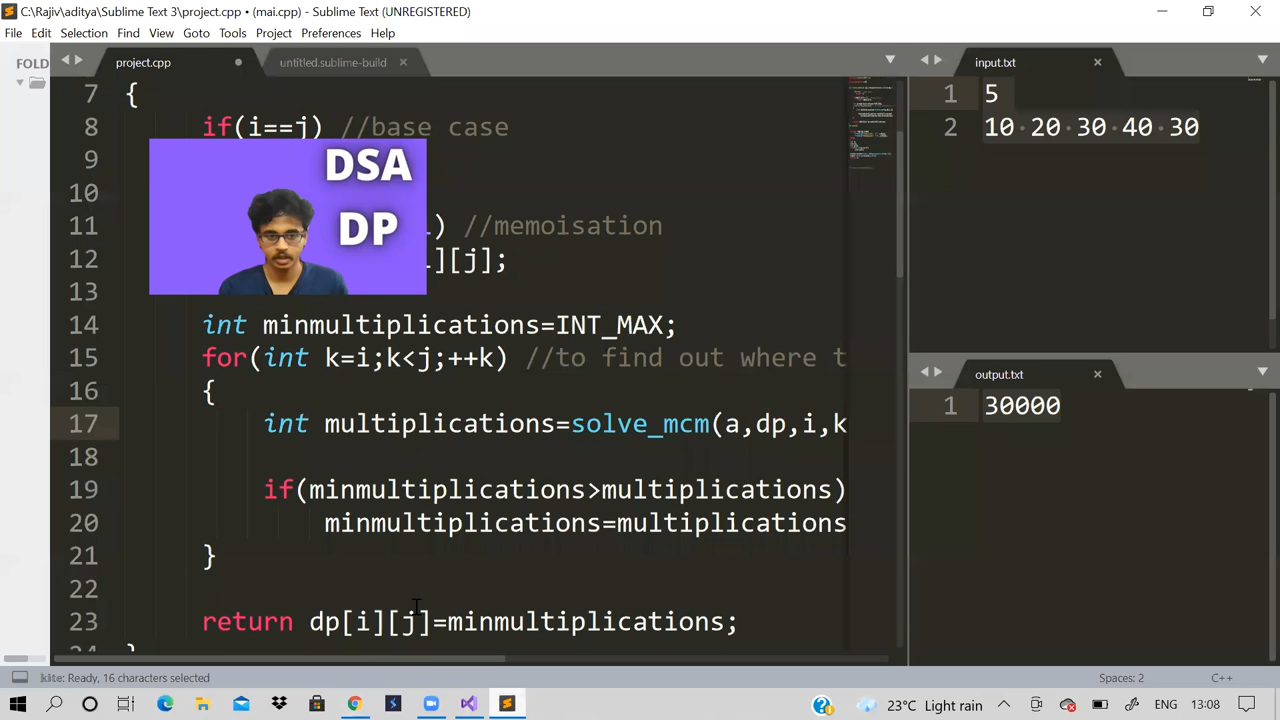 C:\Rajiv\aditya\Sublime Text 3\project.cpp • (mai.cpp) - Sublime Text (UNREGISTERED)
File Edit Selection Find View Goto Tools Project Preferences Help
FOLD
project.cpp
untitled.sublime-build
7 {
8 if(i==j) //base case
9
10
11 ) //memoisation
12 ][j];
13
14 int minmultiplications=INT_MAX;
15 for(int k=i;k<j;++k) //to find out where t
16 {
17 int multiplications=solve_mcm(a,dp,i,k
18
19 if(minmultiplications>multiplications)
20 minmultiplications=multiplications
21 }
22
23 return dp[i][j]=minmultiplications;
DSA
DP
input.txt
1 5
2 10 20 30 40 30
output.txt
1 30000
Ready, 16 characters selected
Spaces: 2
C++
23°C Light rain
ENG
13:08